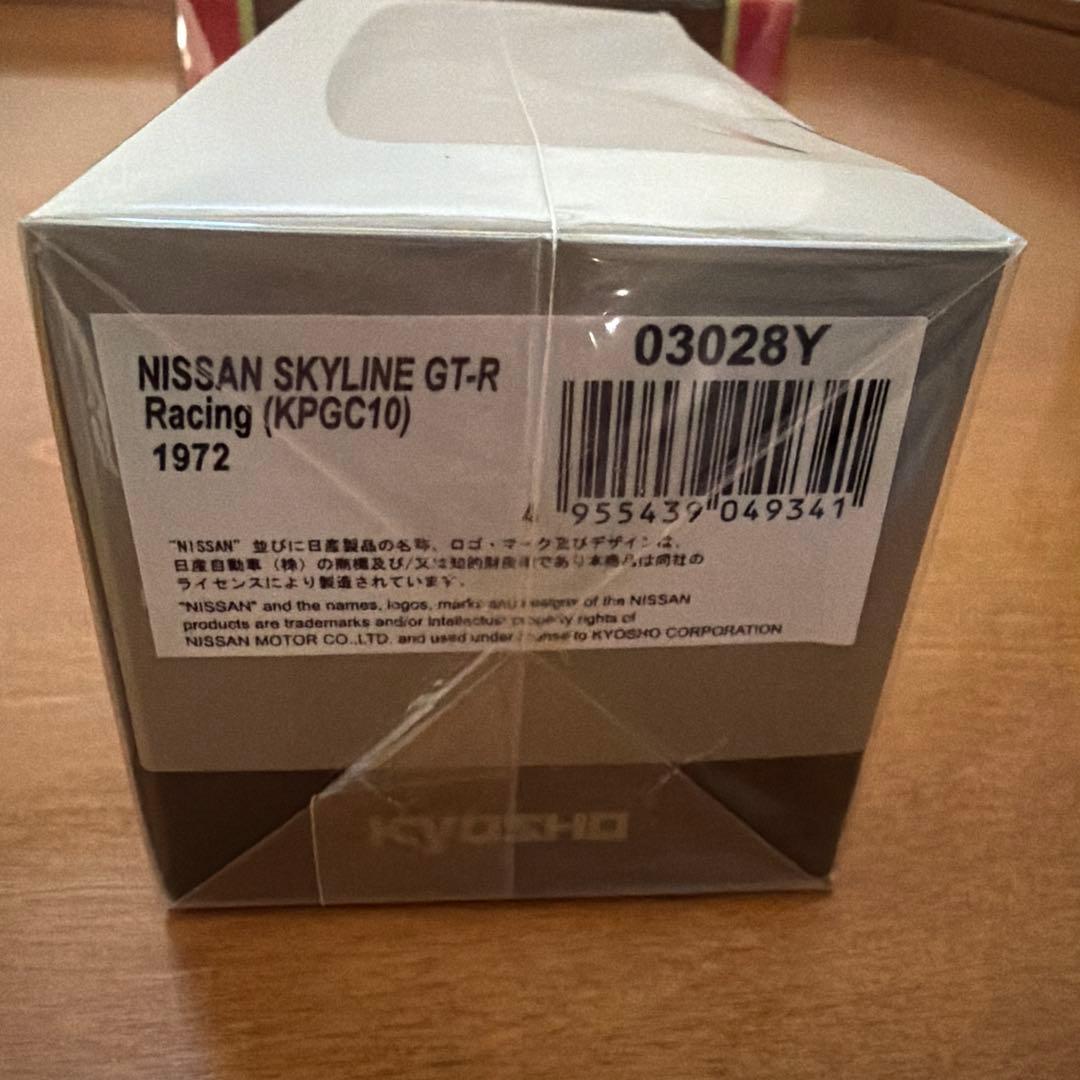 NISSAN SKYLINE GT-R
Racing (KPGC10)
1972
03028Y
4 955439 049341
"NISSAN" 並びに日産製品の名称、ロゴ・マーク及びデザインは、
日産自動車(株)の商標及び/又は知的財産権であり本商品は同社の
ライセンスにより製造されています。
"NISSAN" and the names, logos, marks and designs of the NISSAN
products are trademarks and/or intellectual property rights of
NISSAN MOTOR CO.,LTD. and used under license to KYOSHO CORPORATION
KYOSHO